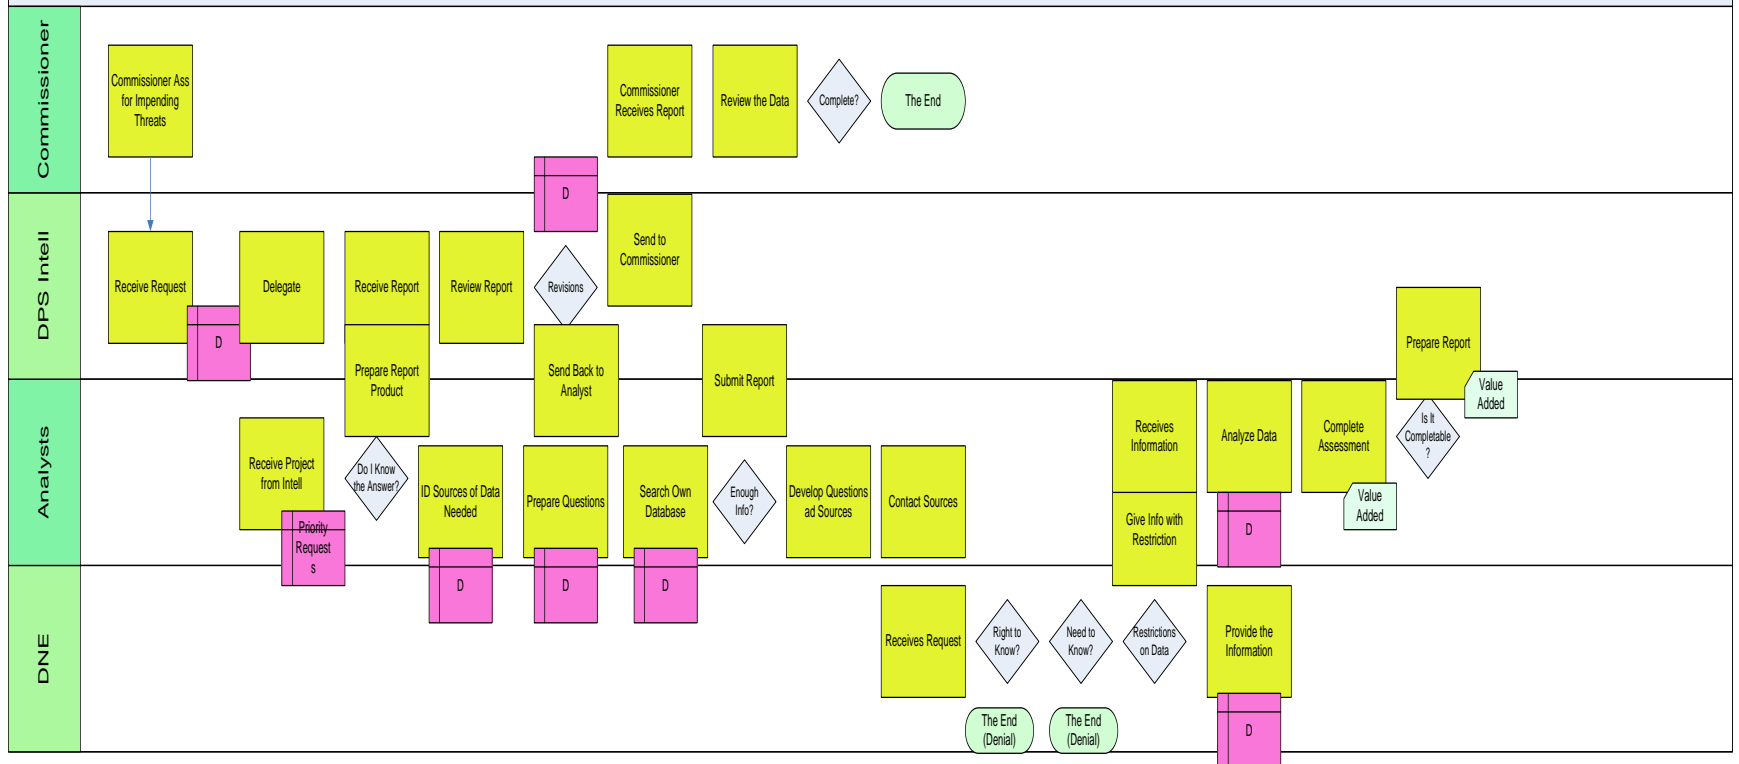 Commissioner
Commissioner Ass
for Impending
Threats
Commissioner
Receives Report
Review the Data
Complete?
The End
DPS Intell
Receive Request
D
Delegate
Receive Report
Review Report
D
Revisions
Send to
Commissioner
Prepare Report
Product
Send Back to
Analyst
Submit Report
Prepare Report
Value
Added
Analysts
Receive Project
from Intell
Priority
Request
s
Do I Know
the Answer?
ID Sources of Data
Needed
D
Prepare Questions
D
Search Own
Database
D
Enough
Info?
Develop Questions
ad Sources
Contact Sources
Receives
Information
Give Info with
Restriction
Analyze Data
D
Complete
Assessment
Value
Added
Is It
Completable
?
DNE
Receives Request
Right to
Know?
Need to
Know?
Restrictions
on Data
Provide the
Information
D
The End
(Denial)
The End
(Denial)